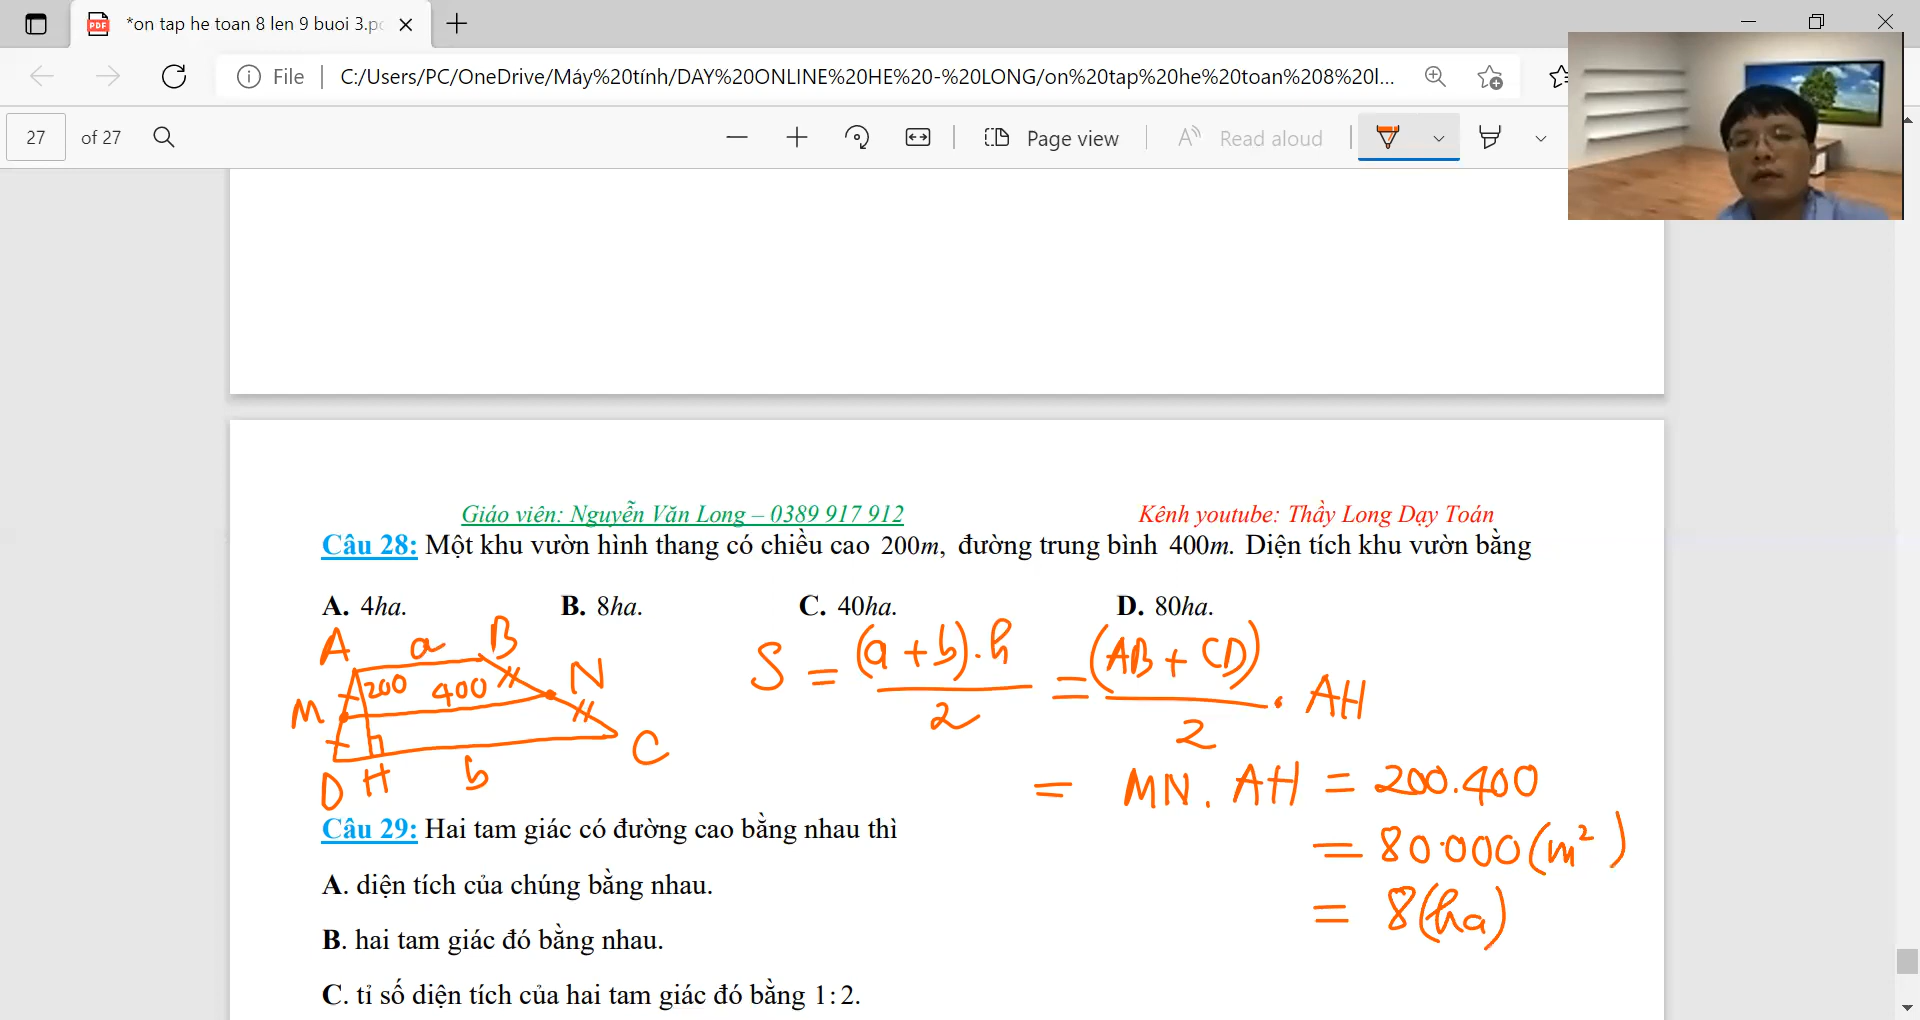 *on tap he toan 8 len 9 buoi 3.p
File
C:/Users/PC/OneDrive/Máy%20tính/DAY%20ONLINE%20HE%20-%20LONG/on%20tap%20he%20toan%208%20l...
27 of 27
Page view
Read aloud
Giáo viên: Nguyễn Văn Long – 0389 917 912 Kênh youtube: Thầy Long Dạy Toán
Câu 28: Một khu vườn hình thang có chiều cao 200m, đường trung bình 400m. Diện tích khu vườn bằng
A. 4ha. B. 8ha. C. 40ha. D. 80ha.
A a B
200 400 N
M
D H b C
S = (a + b).h / 2 = (AB + CD) / 2 . AH
= MN. AH = 200.400
= 80.000 (m²)
= 8 (ha)
Câu 29: Hai tam giác có đường cao bằng nhau thì
A. diện tích của chúng bằng nhau.
B. hai tam giác đó bằng nhau.
C. tỉ số diện tích của hai tam giác đó bằng 1:2.